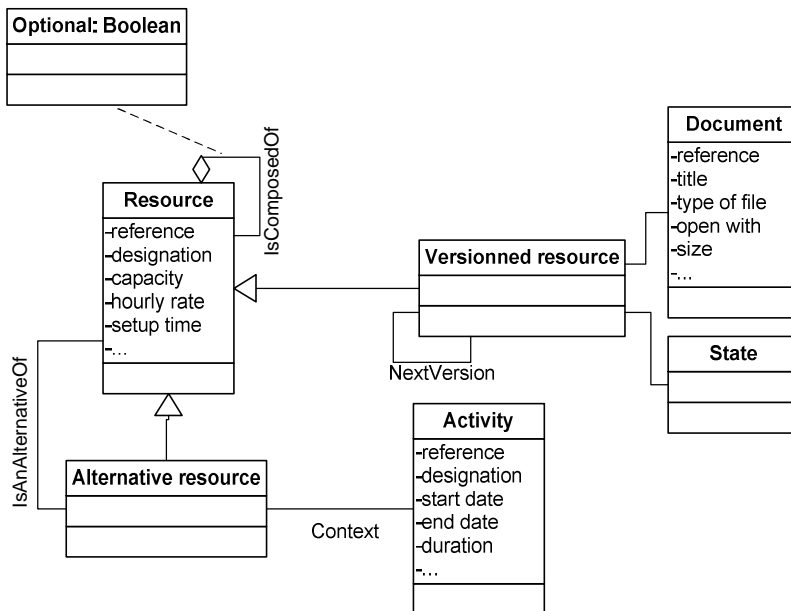 Optional: Boolean
IsComposedOf
Resource
-reference
-designation
-capacity
-hourly rate
-setup time
-...
IsAnAlternativeOf
Alternative resource
Context
Versionned resource
NextVersion
Document
-reference
-title
-type of file
-open with
-size
-...
State
Activity
-reference
-designation
-start date
-end date
-duration
-...